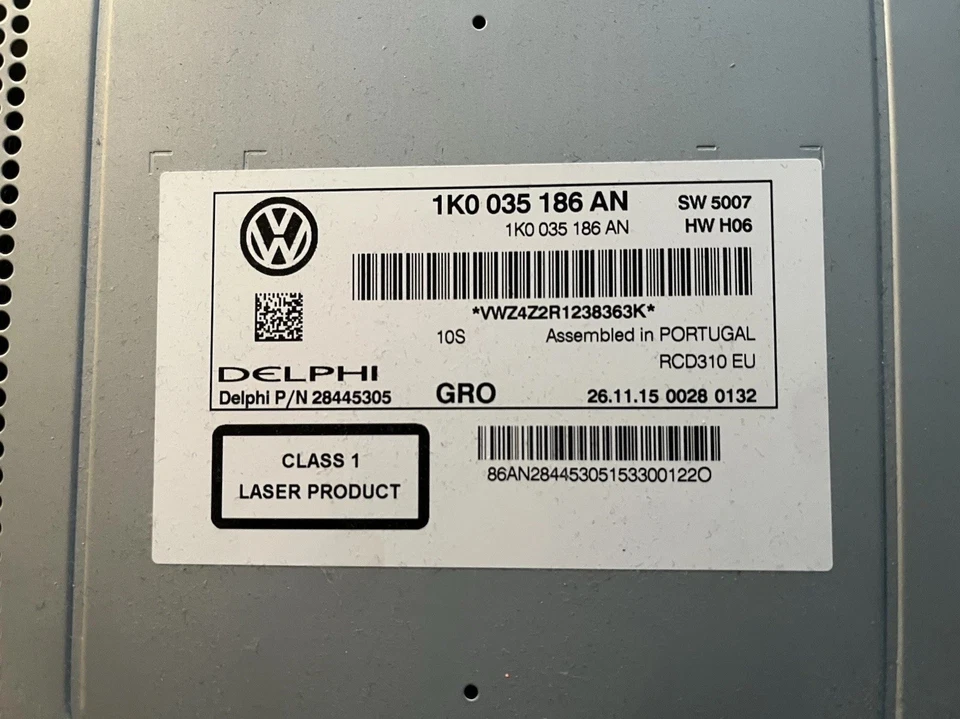 1K0 035 186 AN
SW 5007
1K0 035 186 AN
HW H06
*VWZ4Z2R1238363K*
10S
Assembled in PORTUGAL
RCD310 EU
DELPHI
Delphi P/N 28445305
GRO
26.11.15 0028 0132
CLASS 1
LASER PRODUCT
86AN28445305153300122O